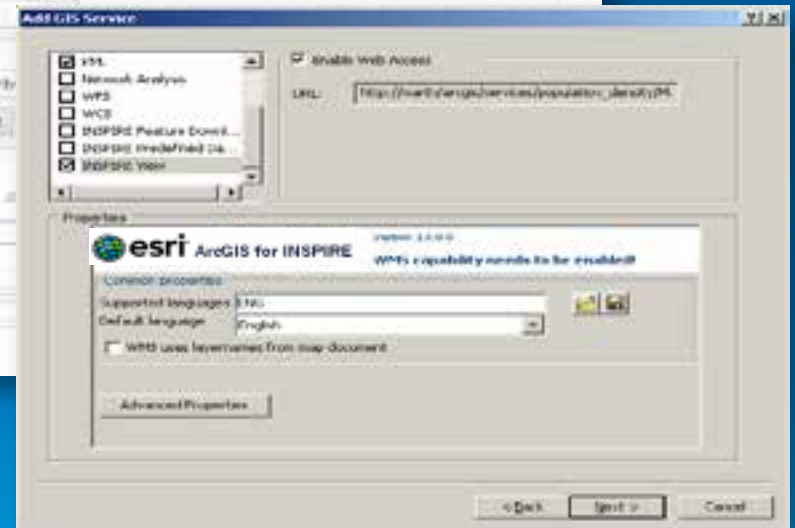 Add GIS Service
KML
Network Analysis
WFS
WCS
INSPIRE Feature Downl...
INSPIRE Predefined Da...
INSPIRE View
Enable Web Access
URL:
Properties
esri ArcGIS for INSPIRE
WMS capability needs to be enabled!
Common properties
Supported languages ENG
Default language English
WMS uses layernames from map document
Advanced Properties
< Back
Next >
Cancel